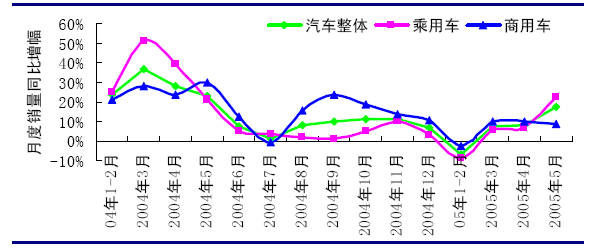 汽车整体 乘用车 商用车
月度销量同比增幅
60%
50%
40%
30%
20%
10%
0%
-10%
04年1-2月
2004年3月
2004年4月
2004年5月
2004年6月
2004年7月
2004年8月
2004年9月
2004年10月
2004年11月
2004年12月
05年1-2月
2005年3月
2005年4月
2005年5月